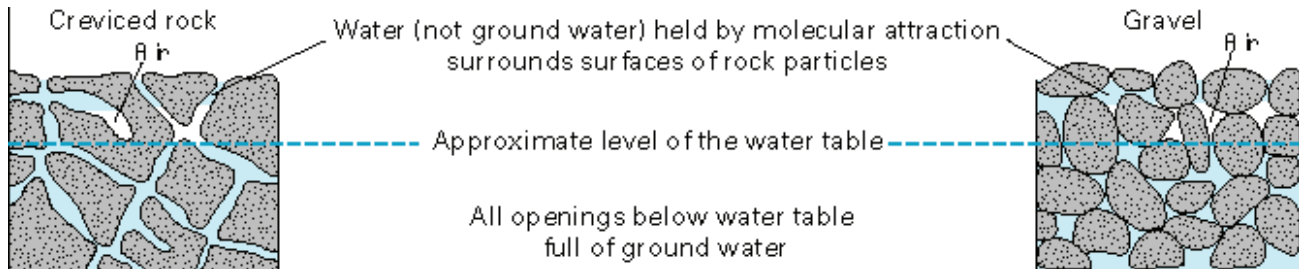 Creviced rock
Air
Water (not ground water) held by molecular attraction
surrounds surfaces of rock particles
Gravel
Air
Approximate level of the water table
All openings below water table
full of ground water